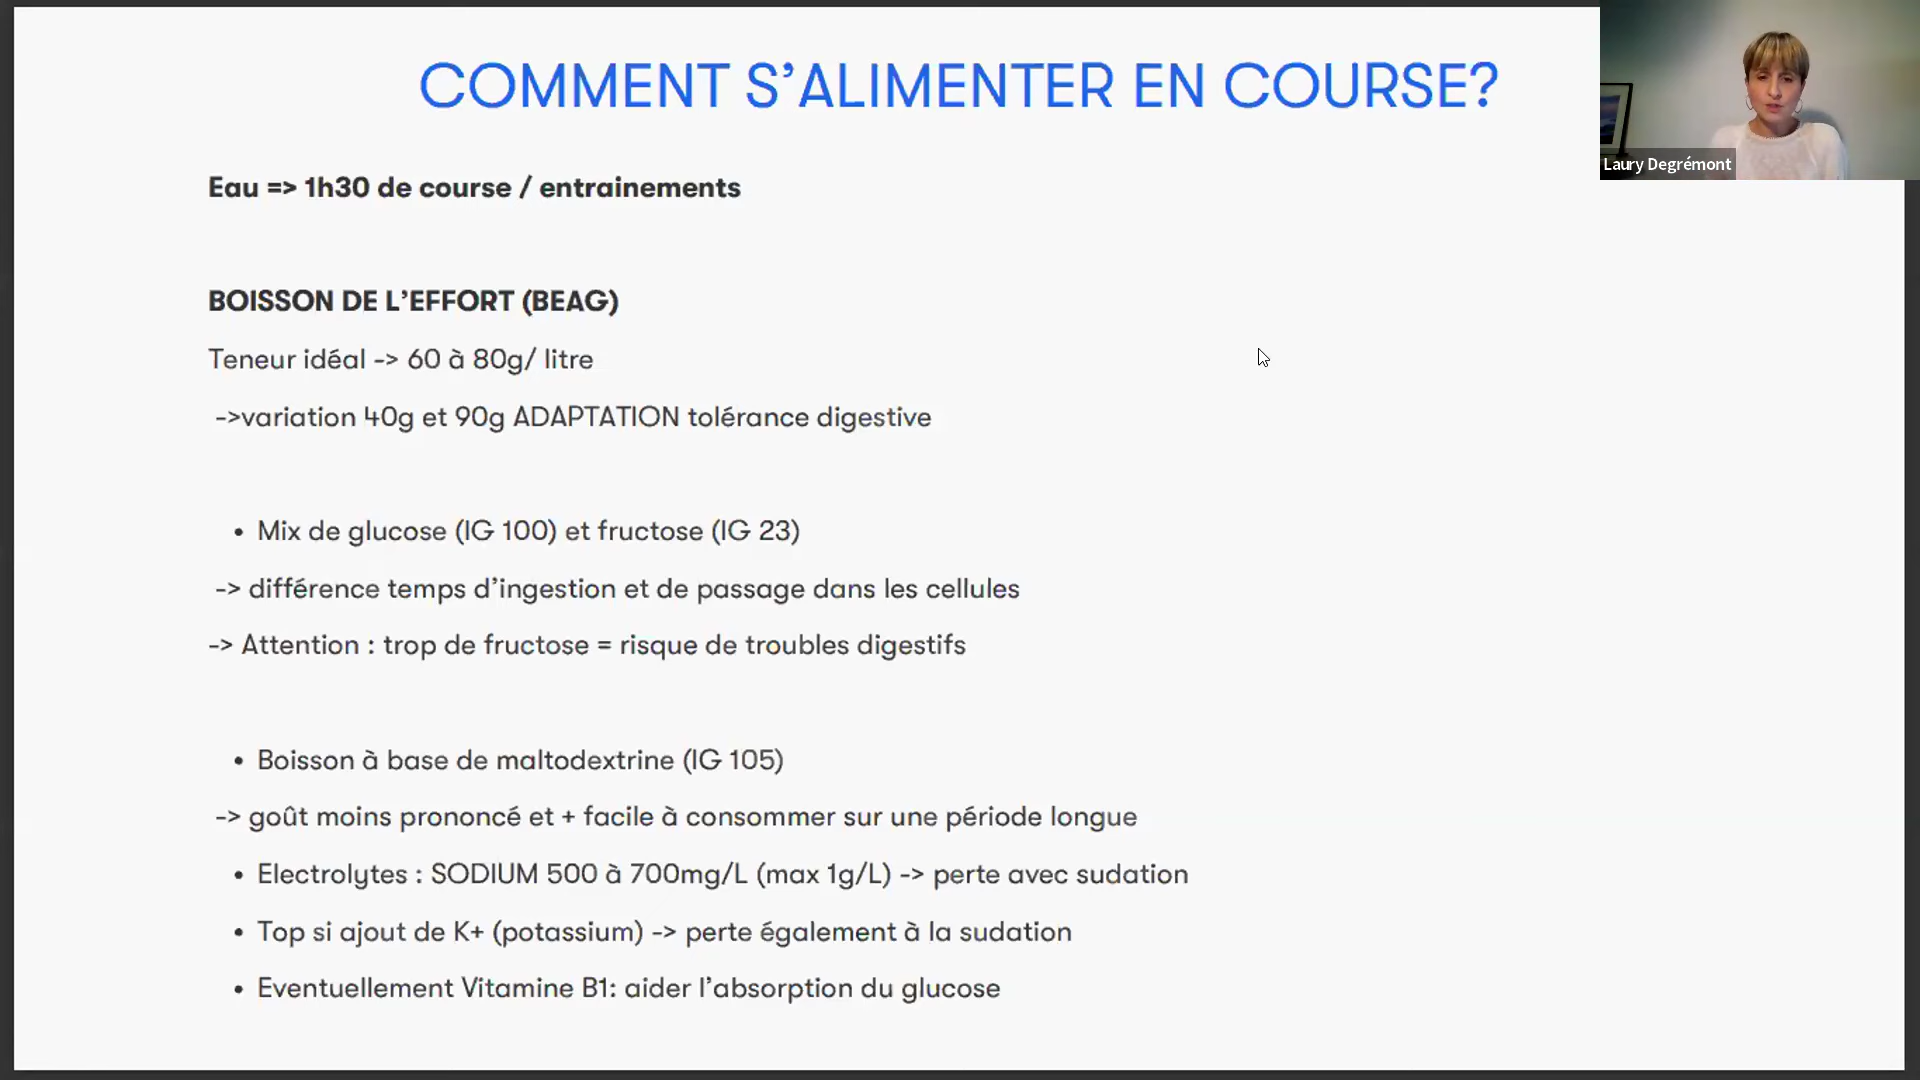 COMMENT S’ALIMENTER EN COURSE?
Laury Degrémont
Eau => 1h30 de course / entrainements
BOISSON DE L’EFFORT (BEAG)
Teneur idéal -> 60 à 80g/ litre
->variation 40g et 90g ADAPTATION tolérance digestive
• Mix de glucose (IG 100) et fructose (IG 23)
-> différence temps d’ingestion et de passage dans les cellules
-> Attention : trop de fructose = risque de troubles digestifs
• Boisson à base de maltodextrine (IG 105)
-> goût moins prononcé et + facile à consommer sur une période longue
• Electrolytes : SODIUM 500 à 700mg/L (max 1g/L) -> perte avec sudation
• Top si ajout de K+ (potassium) -> perte également à la sudation
• Eventuellement Vitamine B1: aider l’absorption du glucose